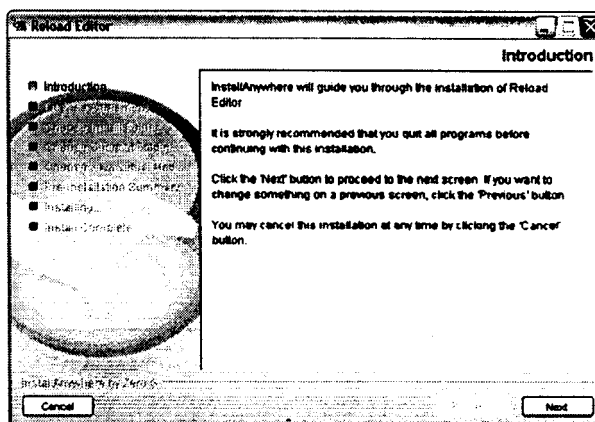 Reload Editor
Introduction
Introduction
Pre-Installation Summary
Installing...
Install Complete
InstallAnywhere will guide you through the installation of Reload
Editor
It is strongly recommended that you quit all programs before
continuing with this installation.
Click the 'Next' button to proceed to the next screen. If you want to
change something on a previous screen, click the 'Previous' button
You may cancel this installation at any time by clicking the 'Cancel'
button.
InstallAnywhere by Zero G
Cancel
Next